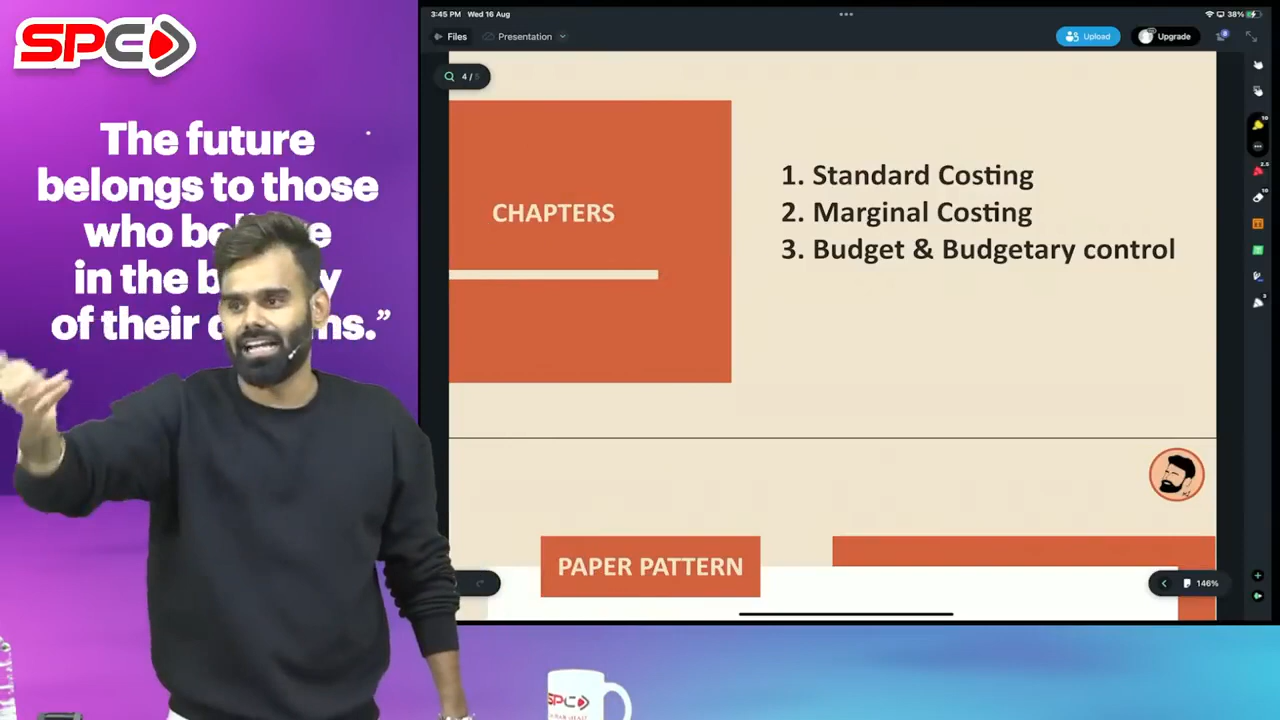 SPC
The future
belongs to those
who
in the
of their
3:45 PM Wed 16 Aug
38%
Files
Presentation
Upload
Upgrade
4 / 5
CHAPTERS
1. Standard Costing
2. Marginal Costing
3. Budget & Budgetary control
PAPER PATTERN
146%
SPC